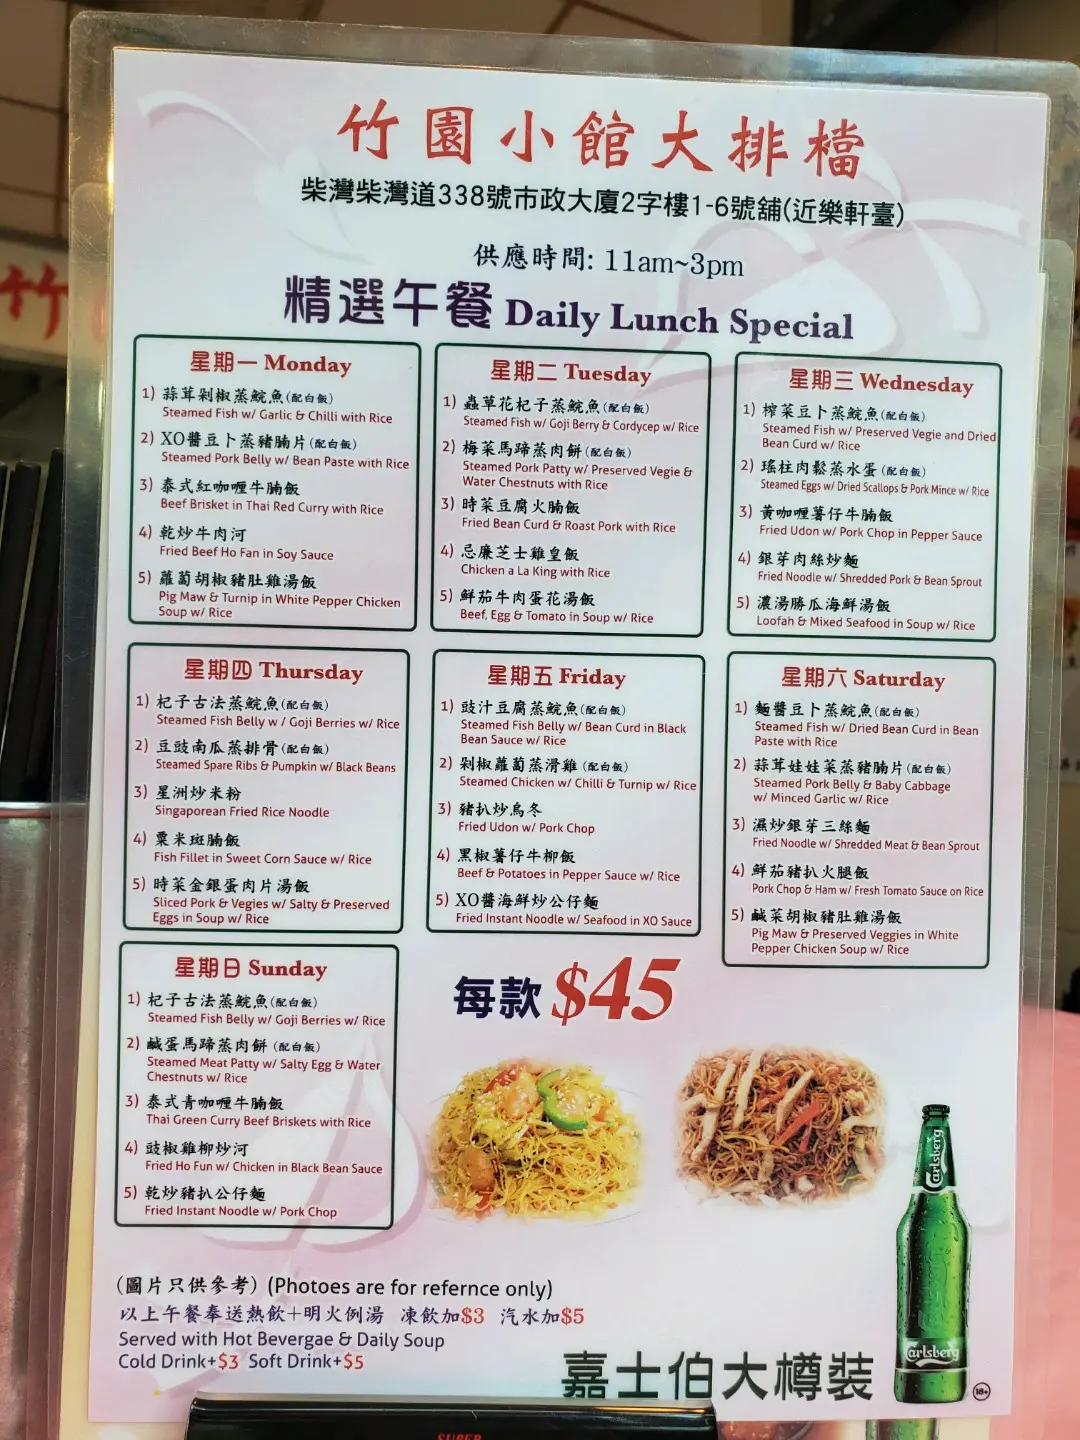 竹園小館大排檔
柴灣柴灣道338號市政大廈2字樓1-6號舖(近樂軒臺)
供應時間: 11am~3pm
精選午餐 Daily Lunch Special
星期一 Monday
1) 蒜茸剁椒蒸鯇魚(配白飯)
Steamed Fish w/ Garlic & Chilli with Rice
2) XO醬豆卜蒸豬腩片(配白飯)
Steamed Pork Belly w/ Bean Paste with Rice
3) 泰式紅咖喱牛腩飯
Beef Brisket in Thai Red Curry with Rice
4) 乾炒牛肉河
Fried Beef Ho Fan in Soy Sauce
5) 蘿蔔胡椒豬肚雞湯飯
Pig Maw & Turnip in White Pepper Chicken
Soup w/ Rice
星期二 Tuesday
1) 蟲草花杞子蒸鯇魚(配白飯)
Steamed Fish w/ Goji Berry & Cordycep w/ Rice
2) 梅菜馬蹄蒸肉餅(配白飯)
Steamed Pork Patty w/ Preserved Vegie &
Water Chestnuts with Rice
3) 時菜豆腐火腩飯
Fried Bean Curd & Roast Pork with Rice
4) 忌廉芝士雞皇飯
Chicken a La King with Rice
5) 鮮茄牛肉蛋花湯飯
Beef, Egg & Tomato in Soup w/ Rice
星期三 Wednesday
1) 榨菜豆卜蒸鯇魚(配白飯)
Steamed Fish w/ Preserved Vegie and Dried
Bean Curd w/ Rice
2) 瑤柱肉鬆蒸水蛋(配白飯)
Steamed Eggs w/ Dried Scallops & Pork Mince w/ Rice
3) 黃咖喱薯仔牛腩飯
Fried Udon w/ Pork Chop in Pepper Sauce
4) 銀芽肉絲炒麵
Fried Noodle w/ Shredded Pork & Bean Sprout
5) 濃湯勝瓜海鮮湯飯
Loofah & Mixed Seafood in Soup w/ Rice
星期四 Thursday
1) 杞子古法蒸鯇魚(配白飯)
Steamed Fish Belly w / Goji Berries w/ Rice
2) 豆豉南瓜蒸排骨(配白飯)
Steamed Spare Ribs & Pumpkin w/ Black Beans
3) 星洲炒米粉
Singaporean Fried Rice Noodle
4) 粟米斑腩飯
Fish Fillet in Sweet Corn Sauce w/ Rice
5) 時菜金銀蛋肉片湯飯
Sliced Pork & Vegies w/ Salty & Preserved
Eggs in Soup w/ Rice
星期五 Friday
1) 豉汁豆腐蒸鯇魚(配白飯)
Steamed Fish Belly w/ Bean Curd in Black
Bean Sauce w/ Rice
2) 剁椒蘿蔔蒸滑雞(配白飯)
Steamed Chicken w/ Chilli & Turnip w/ Rice
3) 豬扒炒烏冬
Fried Udon w/ Pork Chop
4) 黑椒薯仔牛柳飯
Beef & Potatoes in Pepper Sauce w/ Rice
5) XO醬海鮮炒公仔麵
Fried Instant Noodle w/ Seafood in XO Sauce
星期六 Saturday
1) 麵醬豆卜蒸鯇魚(配白飯)
Steamed Fish w/ Dried Bean Curd in Bean
Paste with Rice
2) 蒜茸娃娃菜蒸豬腩片(配白飯)
Steamed Pork Belly & Baby Cabbage
w/ Minced Garlic w/ Rice
3) 濕炒銀芽三絲麵
Fried Noodle w/ Shredded Meat & Bean Sprout
4) 鮮茄豬扒火腿飯
Pork Chop & Ham w/ Fresh Tomato Sauce on Rice
5) 鹹菜胡椒豬肚雞湯飯
Pig Maw & Preserved Veggies in White
Pepper Chicken Soup w/ Rice
星期日 Sunday
1) 杞子古法蒸鯇魚(配白飯)
Steamed Fish Belly w/ Goji Berries w/ Rice
2) 鹹蛋馬蹄蒸肉餅(配白飯)
Steamed Meat Patty w/ Salty Egg & Water
Chestnuts w/ Rice
3) 泰式青咖喱牛腩飯
Thai Green Curry Beef Briskets with Rice
4) 豉椒雞柳炒河
Fried Ho Fun w/ Chicken in Black Bean Sauce
5) 乾炒豬扒公仔麵
Fried Instant Noodle w/ Pork Chop
每款 $45
(圖片只供參考) (Photoes are for refernce only)
以上午餐奉送熱飲+明火例湯 凍飲加$3 汽水加$5
Served with Hot Bevergae & Daily Soup
Cold Drink+$3 Soft Drink+$5
嘉士伯大樽裝
Carlsberg
Carlsberg
18+
竹
SUPER